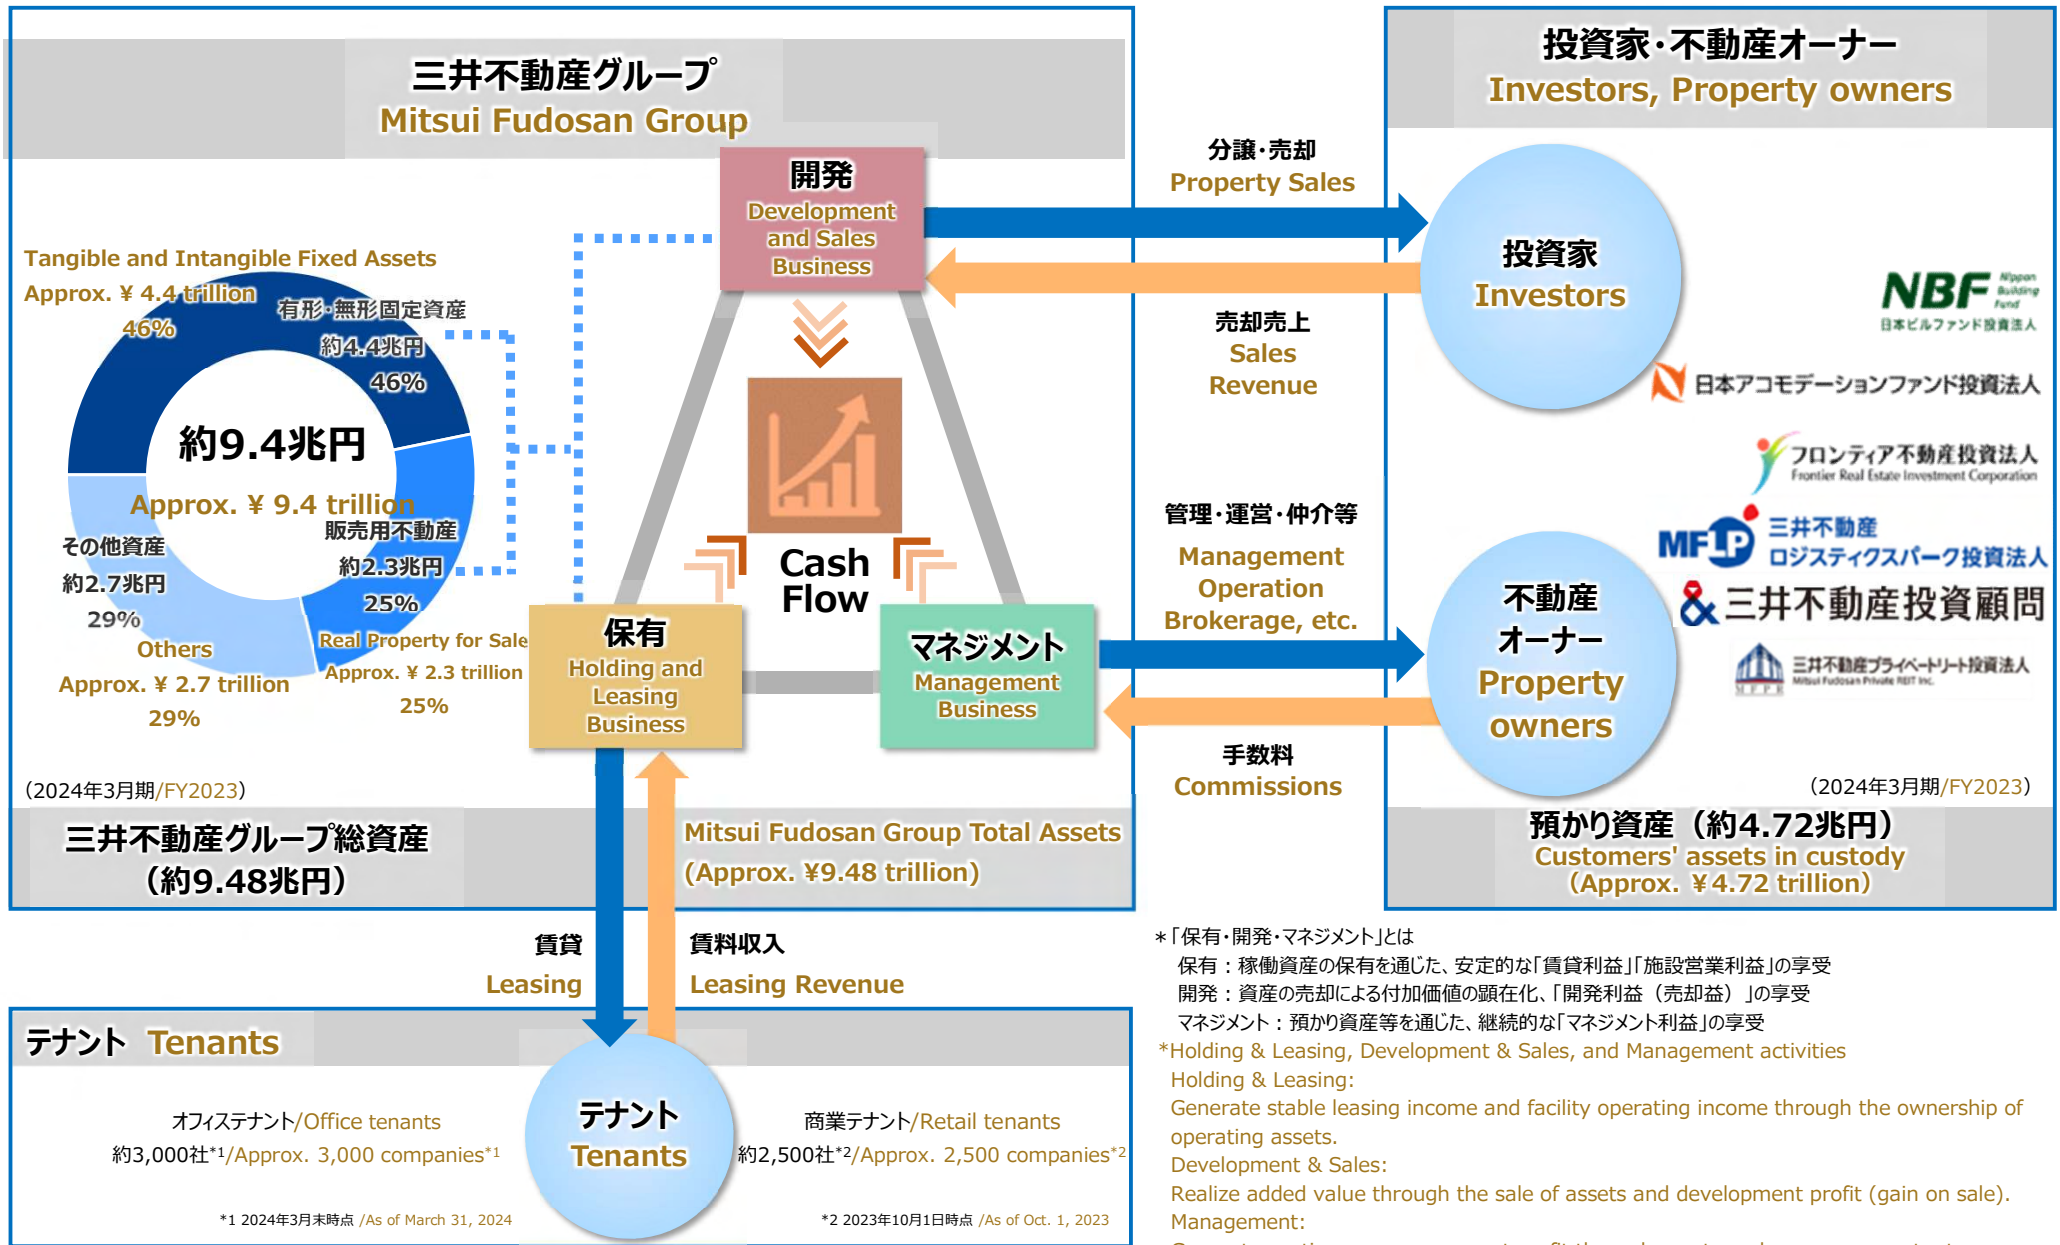 三井不動産グループ
Mitsui Fudosan Group
開発
Development
and Sales
Business
Tangible and Intangible Fixed Assets
Approx. ¥ 4.4 trillion
46%
有形・無形固定資産
約4.4兆円
46%
約9.4兆円
Approx. ¥ 9.4 trillion
販売用不動産
約2.3兆円
25%
Real Property for Sale
Approx. ¥ 2.3 trillion
25%
その他資産
約2.7兆円
29%
Others
Approx. ¥ 2.7 trillion
29%
Cash
Flow
保有
Holding and
Leasing
Business
マネジメント
Management
Business
(2024年3月期/FY2023)
三井不動産グループ総資産
(約9.48兆円)
Mitsui Fudosan Group Total Assets
(Approx. ¥9.48 trillion)
分譲・売却
Property Sales
売却売上
Sales
Revenue
管理・運営・仲介等
Management
Operation
Brokerage, etc.
手数料
Commissions
投資家・不動産オーナー
Investors, Property owners
投資家
Investors
NBF Nippon
Building
Fund
日本ビルファンド投資法人
日本アコモデーションファンド投資法人
フロンティア不動産投資法人
Frontier Real Estate Investment Corporation
MFLP 三井不動産
ロジスティクスパーク投資法人
& 三井不動産投資顧問
三井不動産プライベートリート投資法人
Mitsui Fudosan Private REIT Inc.
MFPR
不動産
オーナー
Property
owners
(2024年3月期/FY2023)
預かり資産(約4.72兆円)
Customers' assets in custody
(Approx. ¥4.72 trillion)
賃貸
Leasing
賃料収入
Leasing Revenue
テナント Tenants
オフィステナント/Office tenants
約3,000社*1/Approx. 3,000 companies*1
*1 2024年3月末時点 /As of March 31, 2024
テナント
Tenants
商業テナント/Retail tenants
約2,500社*2/Approx. 2,500 companies*2
*2 2023年10月1日時点 /As of Oct. 1, 2023
*「保有・開発・マネジメント」とは
保有:稼働資産の保有を通じた、安定的な「賃貸利益」「施設営業利益」の享受
開発:資産の売却による付加価値の顕在化、「開発利益(売却益)」の享受
マネジメント:預かり資産等を通じた、継続的な「マネジメント利益」の享受
*Holding & Leasing, Development & Sales, and Management activities
Holding & Leasing:
Generate stable leasing income and facility operating income through the ownership of
operating assets.
Development & Sales:
Realize added value through the sale of assets and development profit (gain on sale).
Management: